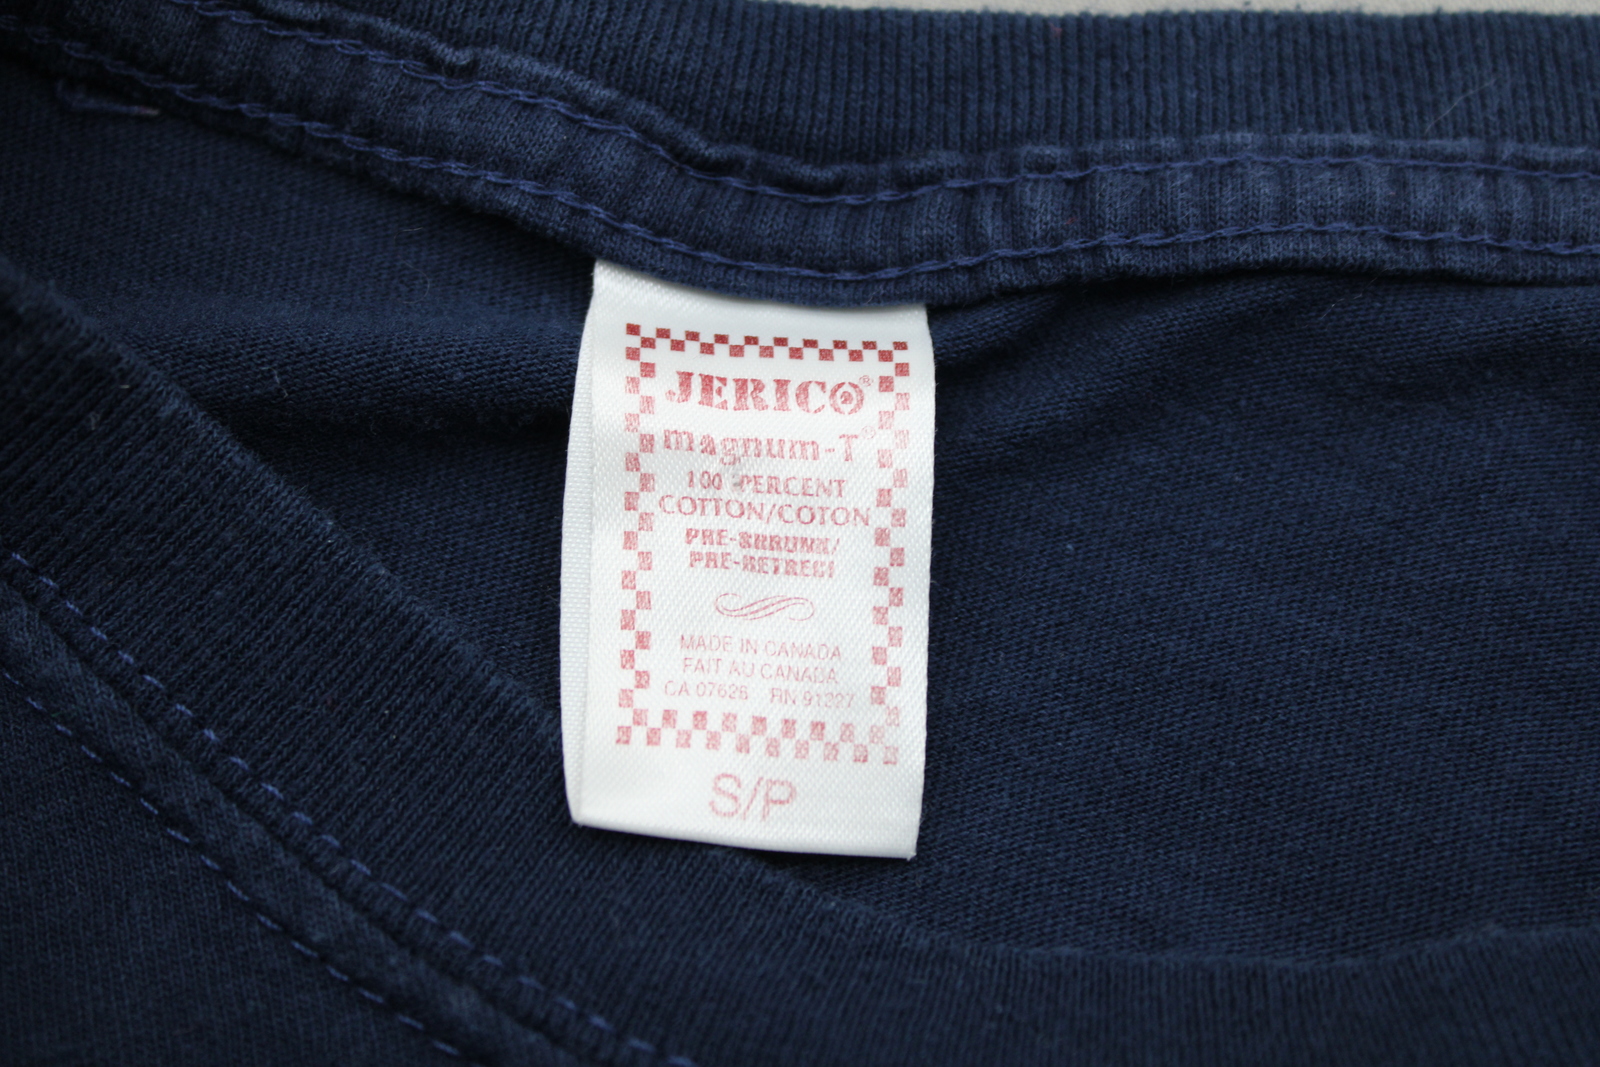 JERICO®
magnum-T®
100 PERCENT
COTTON/COTON
PRE-SHRUNK/
PRE-RETRECI
MADE IN CANADA
FAIT AU CANADA
CA 07626 RN 91327
S/P